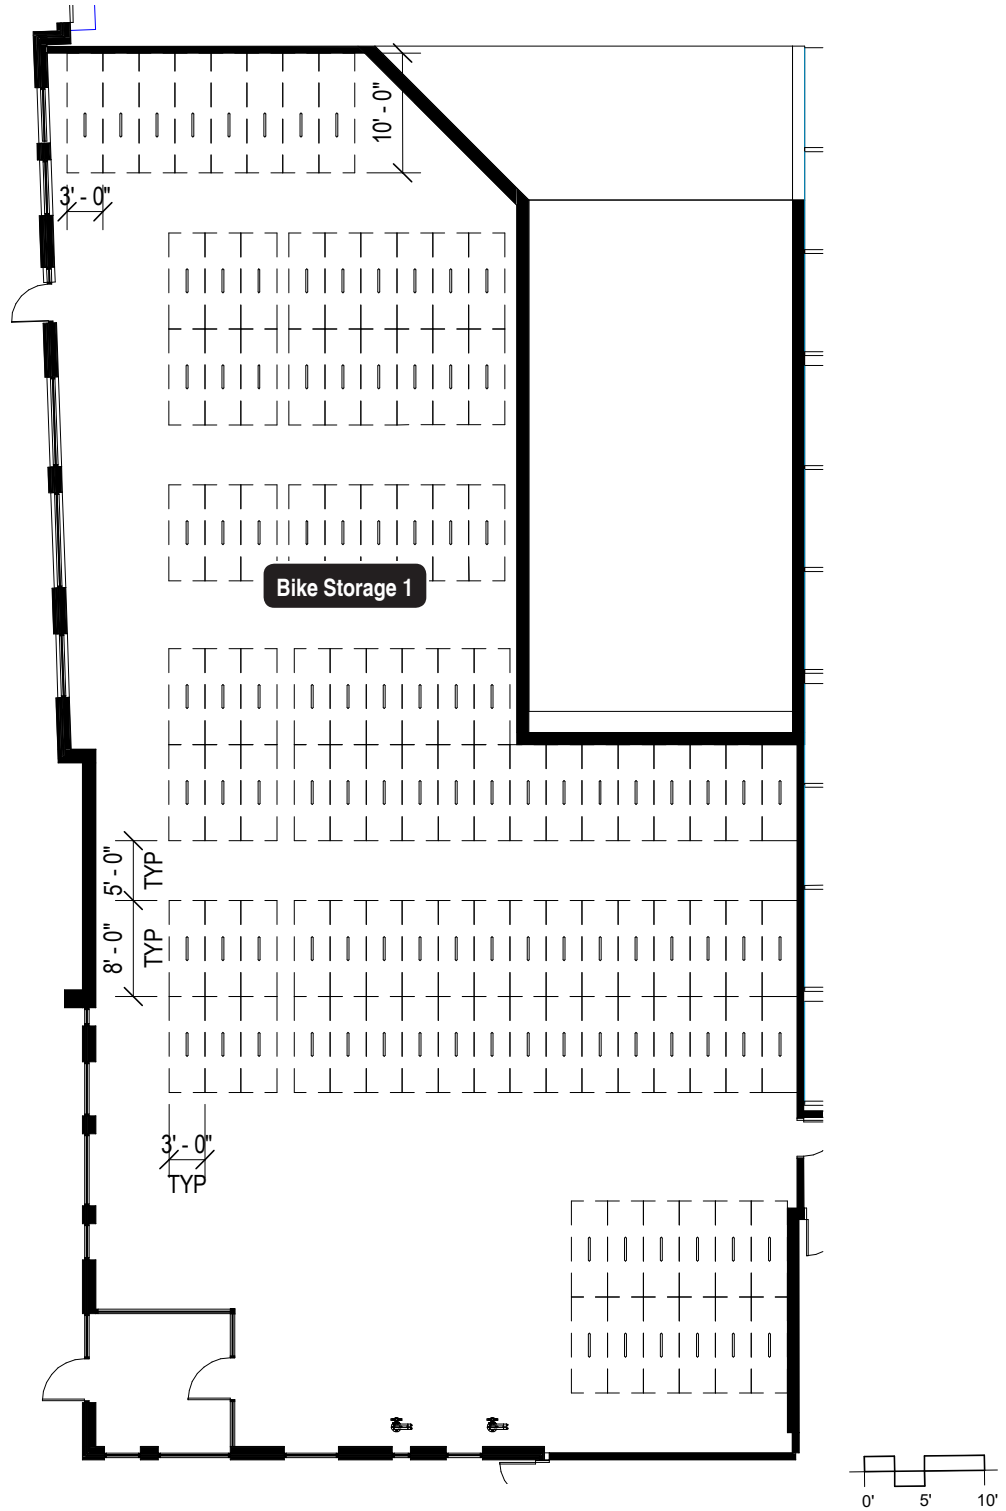 10' - 0"
3' - 0"
Bike Storage 1
5' - 0"
TYP
8' - 0"
TYP
3' - 0"
TYP
0' 5' 10'